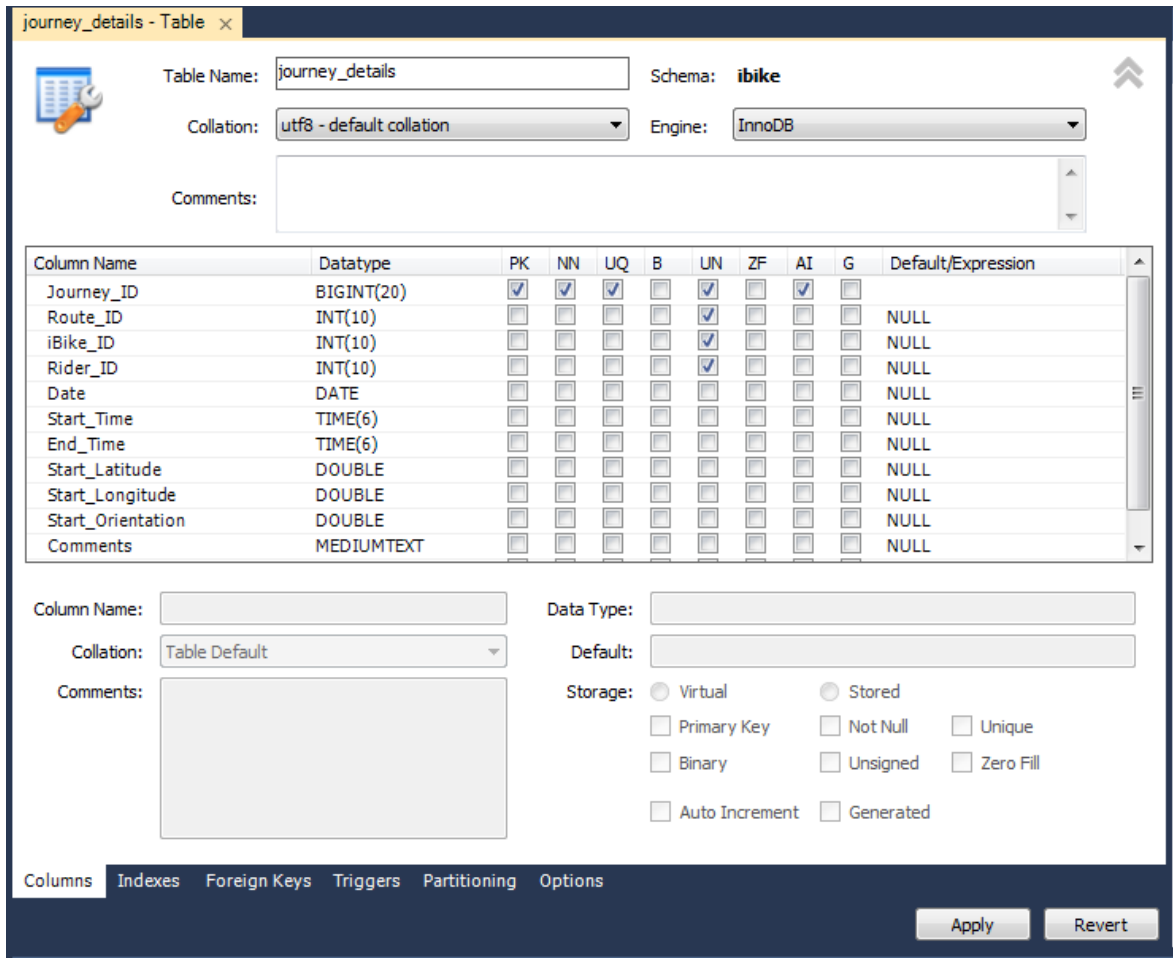 journey_details - Table ×
Table Name: journey_details Schema: ibike
Collation: utf8 - default collation Engine: InnoDB
Comments:
Column Name Datatype PK NN UQ B UN ZF AI G Default/Expression
Journey_ID BIGINT(20)
Route_ID INT(10) NULL
iBike_ID INT(10) NULL
Rider_ID INT(10) NULL
Date DATE NULL
Start_Time TIME(6) NULL
End_Time TIME(6) NULL
Start_Latitude DOUBLE NULL
Start_Longitude DOUBLE NULL
Start_Orientation DOUBLE NULL
Comments MEDIUMTEXT NULL
Column Name: Data Type:
Collation: Table Default Default:
Comments: Storage: Virtual Stored
Primary Key Not Null Unique
Binary Unsigned Zero Fill
Auto Increment Generated
Columns Indexes Foreign Keys Triggers Partitioning Options
Apply Revert